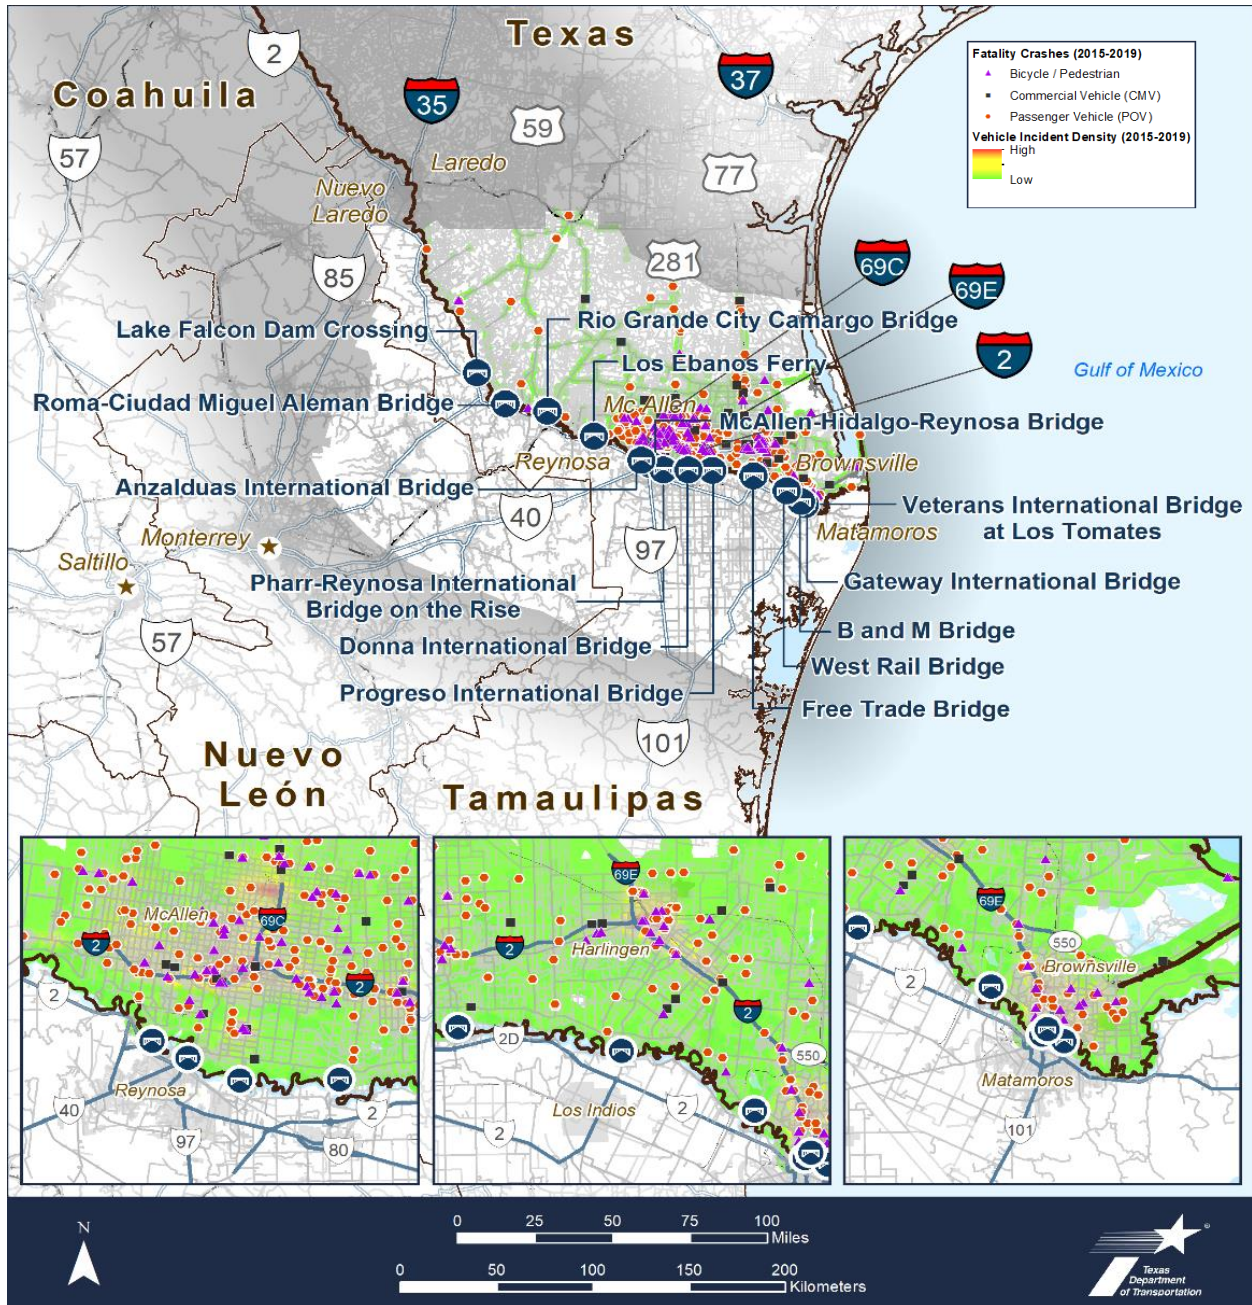 Texas
Coahuila
2
35
37
Fatality Crashes (2015-2019)
Bicycle / Pedestrian
Commercial Vehicle (CMV)
Passenger Vehicle (POV)
Vehicle Incident Density (2015-2019)
High
Low
57
59
77
Laredo
Nuevo
Laredo
85
281
69C
69E
2
Lake Falcon Dam Crossing
Rio Grande City Camargo Bridge
Los Ebanos Ferry
Gulf of Mexico
Roma-Ciudad Miguel Aleman Bridge
Mc Allen
McAllen-Hidalgo-Reynosa Bridge
Reynosa
Brownsville
Anzalduas International Bridge
Veterans International Bridge
at Los Tomates
40
97
Matamoros
Monterrey
Saltillo
Pharr-Reynosa International
Bridge on the Rise
Gateway International Bridge
57
Donna International Bridge
B and M Bridge
West Rail Bridge
Progreso International Bridge
Free Trade Bridge
101
Nuevo
León
Tamaulipas
McAllen
69C
2
2
2
Reynosa
40
97
2
80
69E
Harlingen
2
2
2D
550
Los Indios
2
2
69E
550
Brownsville
2
Matamoros
101
N
0 25 50 75 100
Miles
0 50 100 150 200
Kilometers
Texas
Department
of Transportation